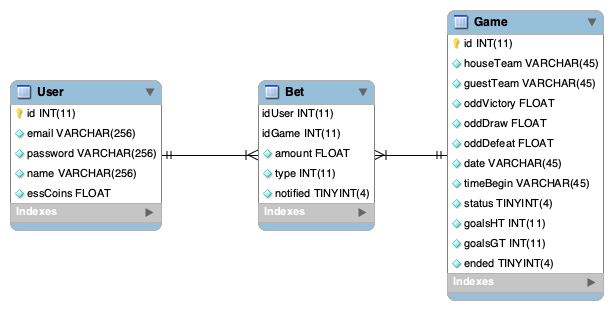 User
id INT(11)
email VARCHAR(256)
password VARCHAR(256)
name VARCHAR(256)
essCoins FLOAT
Indexes
Bet
idUser INT(11)
idGame INT(11)
amount FLOAT
type INT(11)
notified TINYINT(4)
Indexes
Game
id INT(11)
houseTeam VARCHAR(45)
guestTeam VARCHAR(45)
oddVictory FLOAT
oddDraw FLOAT
oddDefeat FLOAT
date VARCHAR(45)
timeBegin VARCHAR(45)
status TINYINT(4)
goalsHT INT(11)
goalsGT INT(11)
ended TINYINT(4)
Indexes